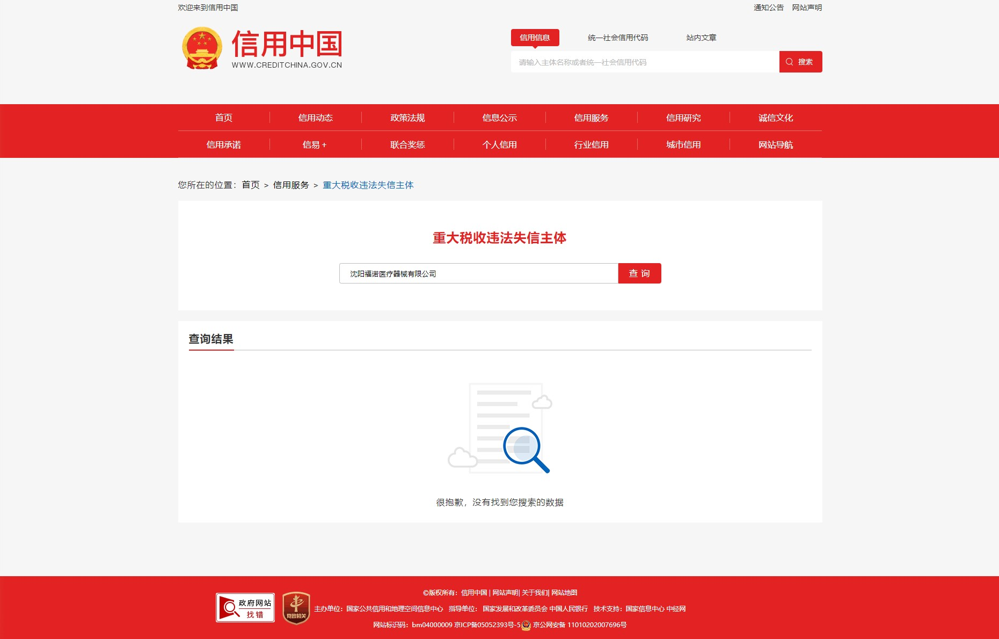 欢迎来到信用中国
通知公告 网站声明
信用中国
WWW.CREDITCHINA.GOV.CN
信用信息 统一社会信用代码 站内文章
请输入主体名称或者统一社会信用代码 搜索
首页 信用动态 政策法规 信息公示 信用服务 信用研究 诚信文化
信用承诺 信易+ 联合奖惩 个人信用 行业信用 城市信用 网站导航
您所在的位置：首页 > 信用服务 > 重大税收违法失信主体
重大税收违法失信主体
沈阳福诺医疗器械有限公司 查 询
查询结果
很抱歉，没有找到您搜索的数据
政府网站
找错
党政机关
©版权所有：信用中国 | 网站声明| 关于我们| 网站地图
主办单位：国家公共信用和地理空间信息中心 指导单位： 国家发展和改革委员会 中国人民银行 技术支持：国家信息中心 中经网
网站标识码：bm04000009 京ICP备05052393号-5 京公网安备 11010202007696号